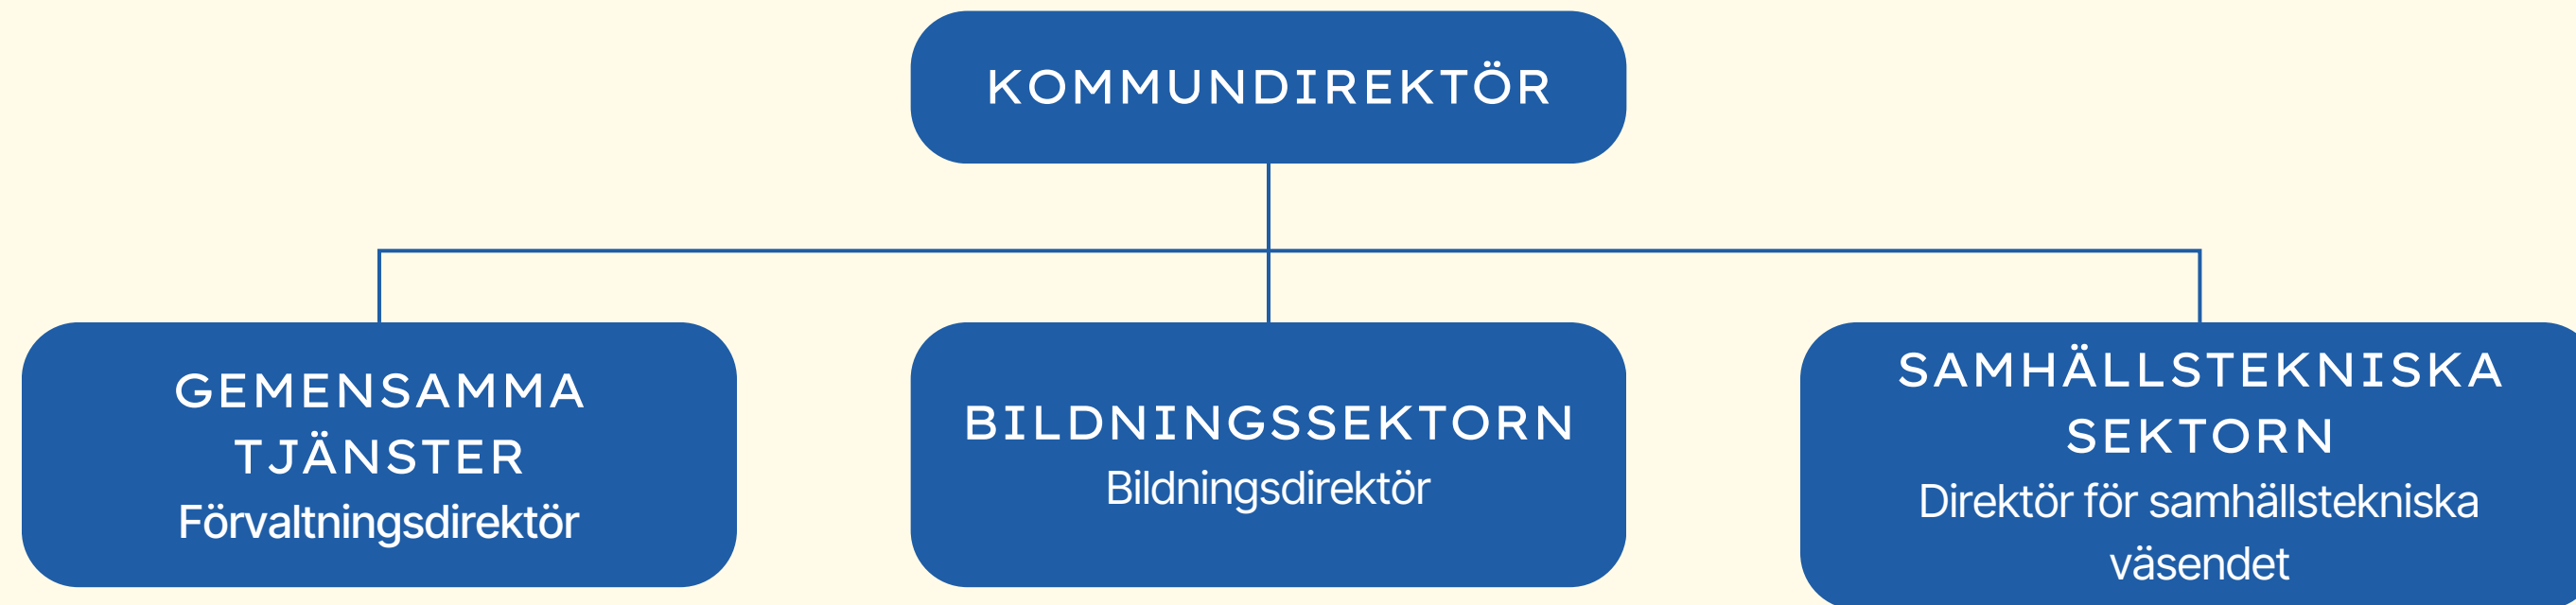 KOMMUNDIREKTÖR
GEMENSAMMA
TJÄNSTER
Förvaltningsdirektör
BILDNINGSSEKTORN
Bildningsdirektör
SAMHÄLLSTEKNISKA
SEKTORN
Direktör för samhällstekniska
väsendet